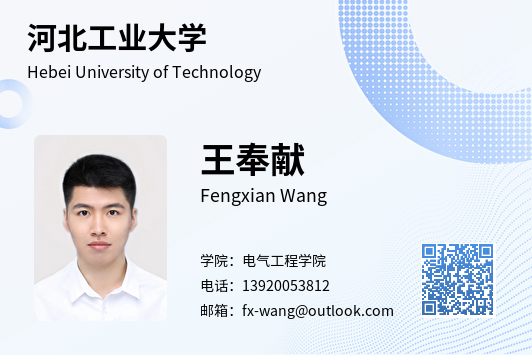 河北工业大学
Hebei University of Technology
王奉献
Fengxian Wang
学院：电气工程学院
电话：13920053812
邮箱：fx-wang@outlook.com